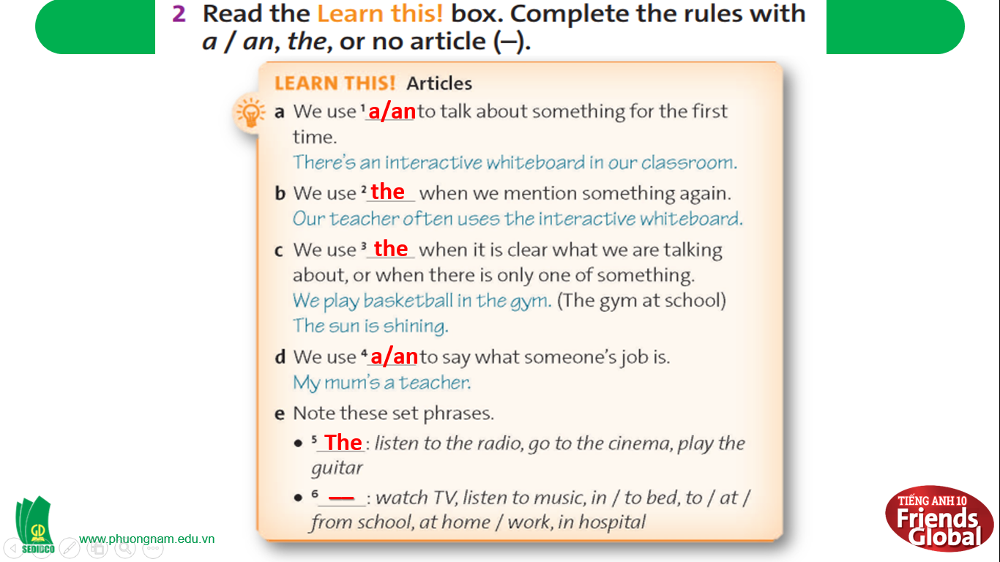 2 Read the Learn this! box. Complete the rules with
a / an, the, or no article (–).
LEARN THIS! Articles
a We use ¹ a/an to talk about something for the first
time.
There's an interactive whiteboard in our classroom.
b We use ² the when we mention something again.
Our teacher often uses the interactive whiteboard.
c We use ³ the when it is clear what we are talking
about, or when there is only one of something.
We play basketball in the gym. (The gym at school)
The sun is shining.
d We use ⁴ a/an to say what someone's job is.
My mum's a teacher.
e Note these set phrases.
• ⁵ The : listen to the radio, go to the cinema, play the
guitar
• ⁶ — : watch TV, listen to music, in / to bed, to / at /
from school, at home / work, in hospital
GD
SEDIDCO
www.phuongnam.edu.vn
TIẾNG ANH 10
Friends
Global